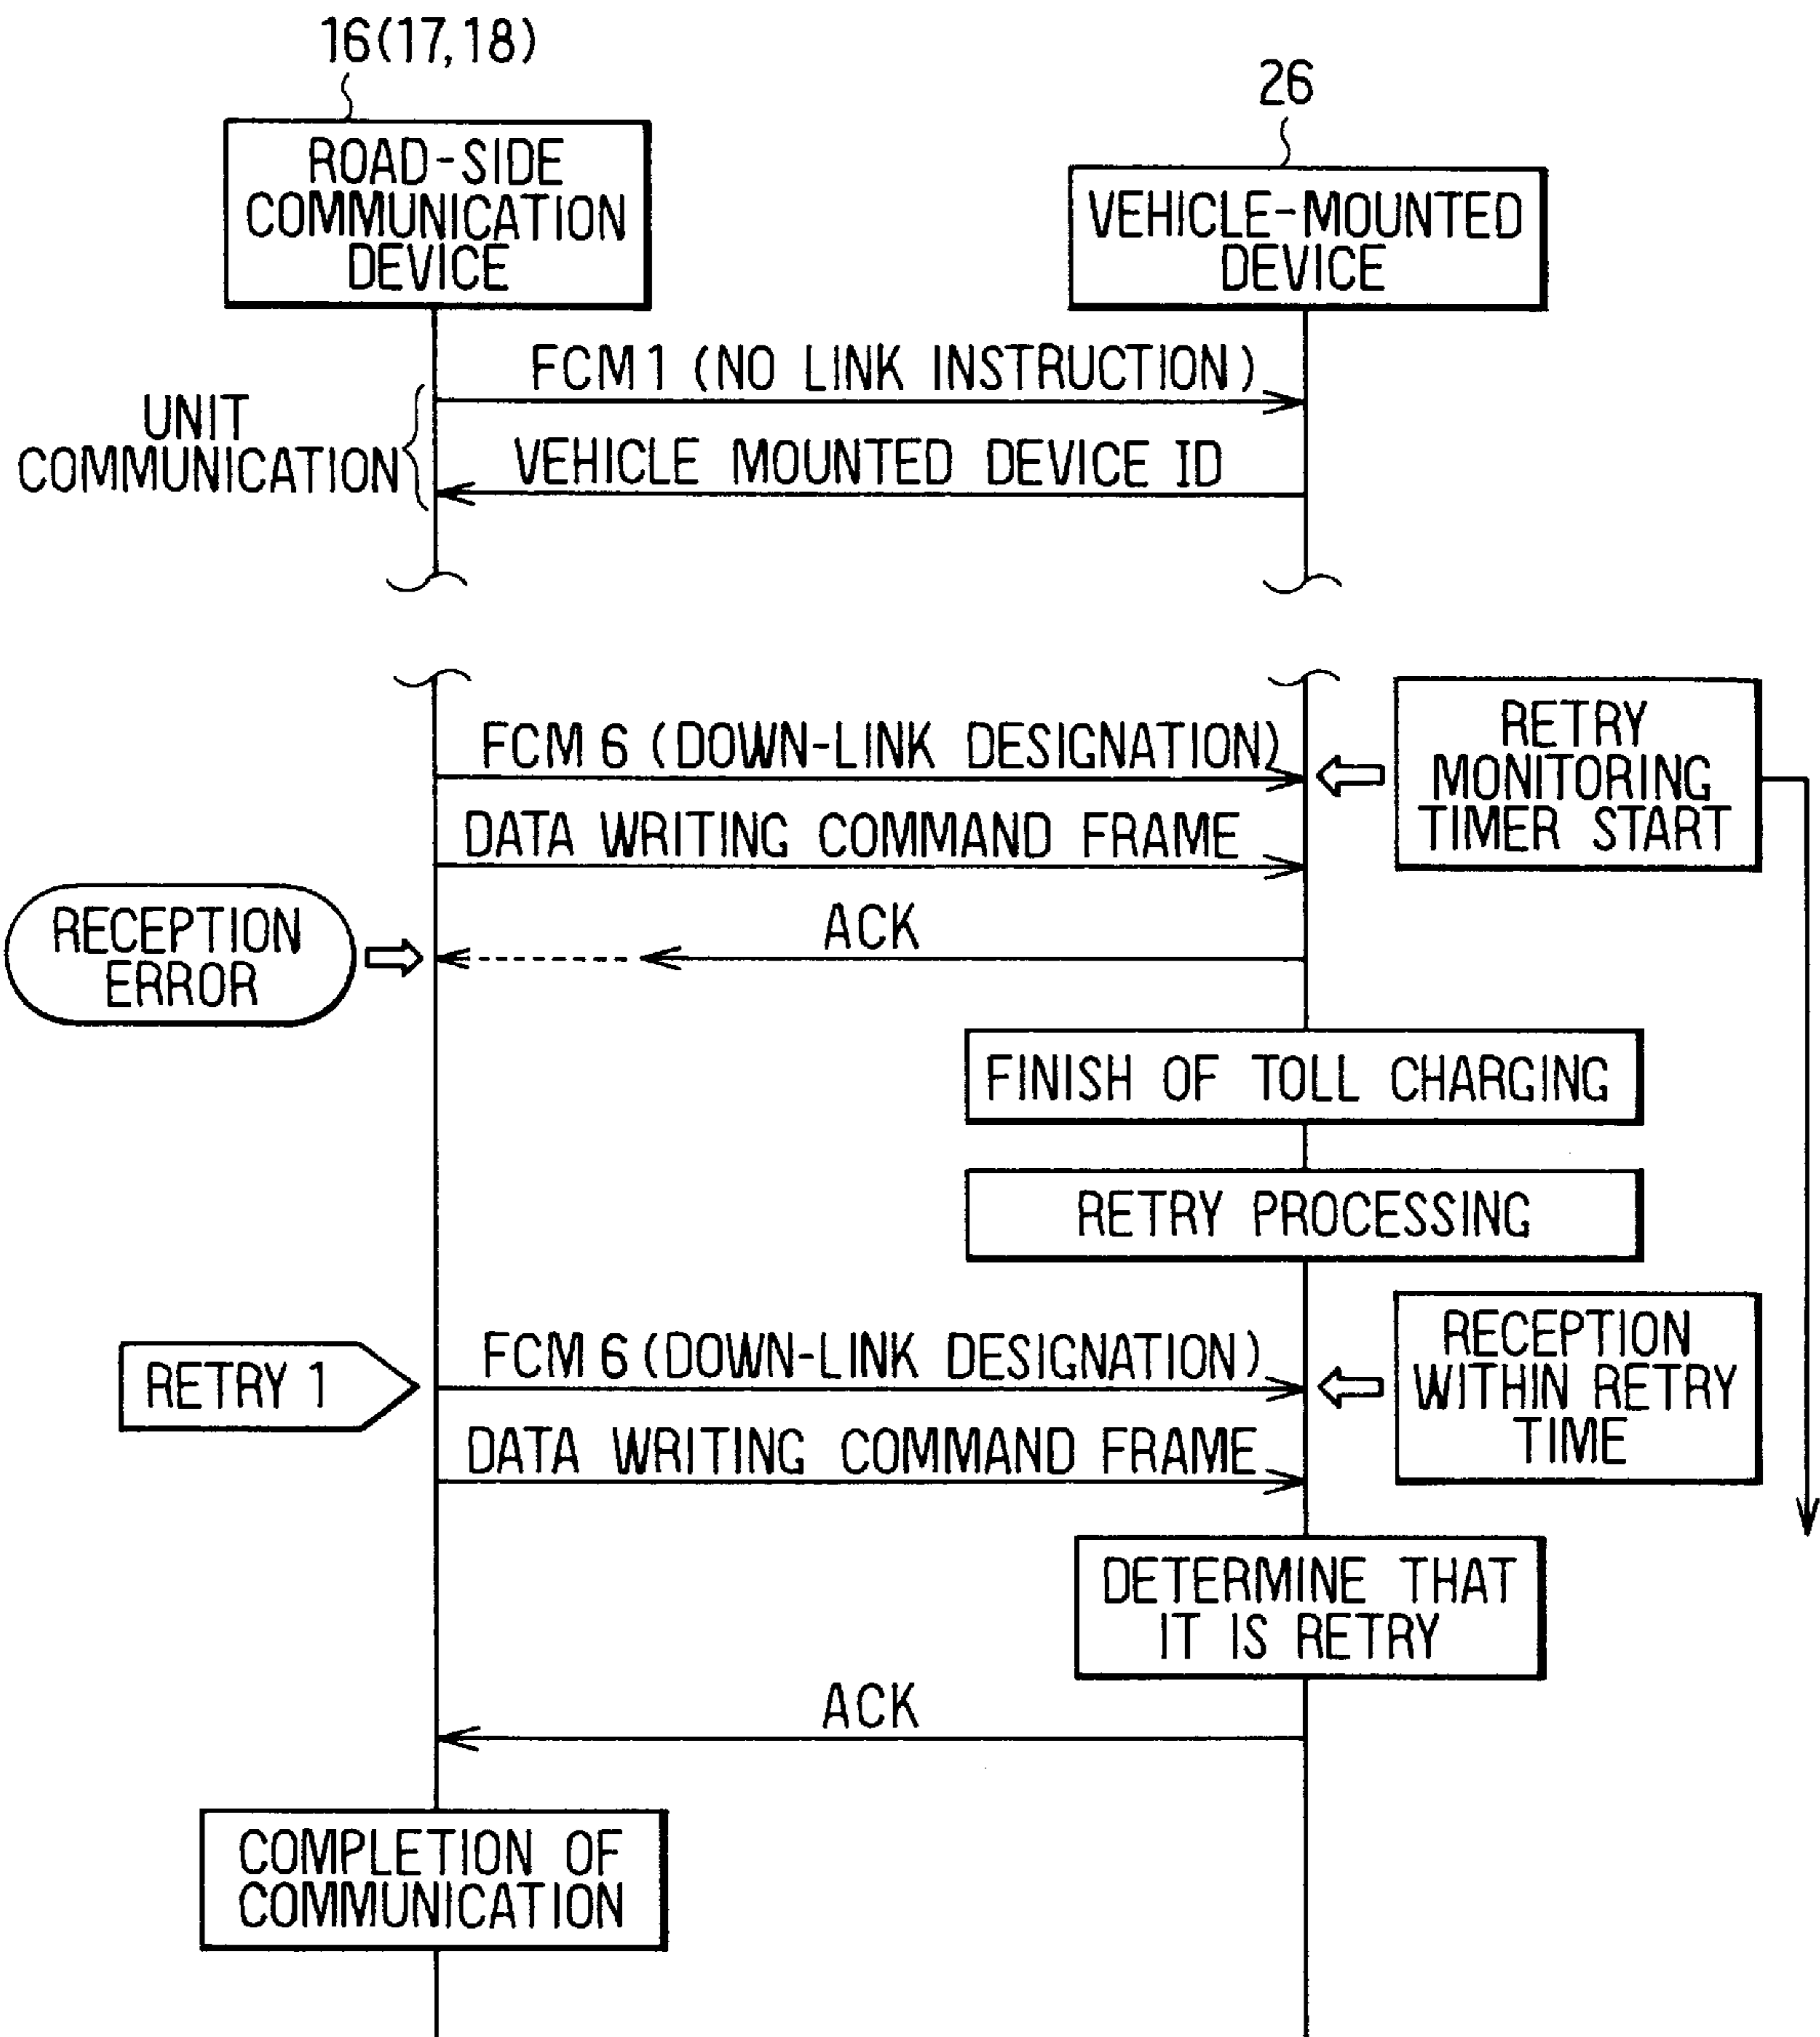 16(17,18)
26
ROAD-SIDE
COMMUNICATION
DEVICE
VEHICLE-MOUNTED
DEVICE
FCM 1 (NO LINK INSTRUCTION)
UNIT
COMMUNICATION
VEHICLE MOUNTED DEVICE ID
FCM 6 (DOWN-LINK DESIGNATION)
RETRY
MONITORING
TIMER START
DATA WRITING COMMAND FRAME
RECEPTION
ERROR
ACK
FINISH OF TOLL CHARGING
RETRY PROCESSING
RETRY 1
FCM 6 (DOWN-LINK DESIGNATION)
RECEPTION
WITHIN RETRY
TIME
DATA WRITING COMMAND FRAME
DETERMINE THAT
IT IS RETRY
ACK
COMPLETION OF
COMMUNICATION